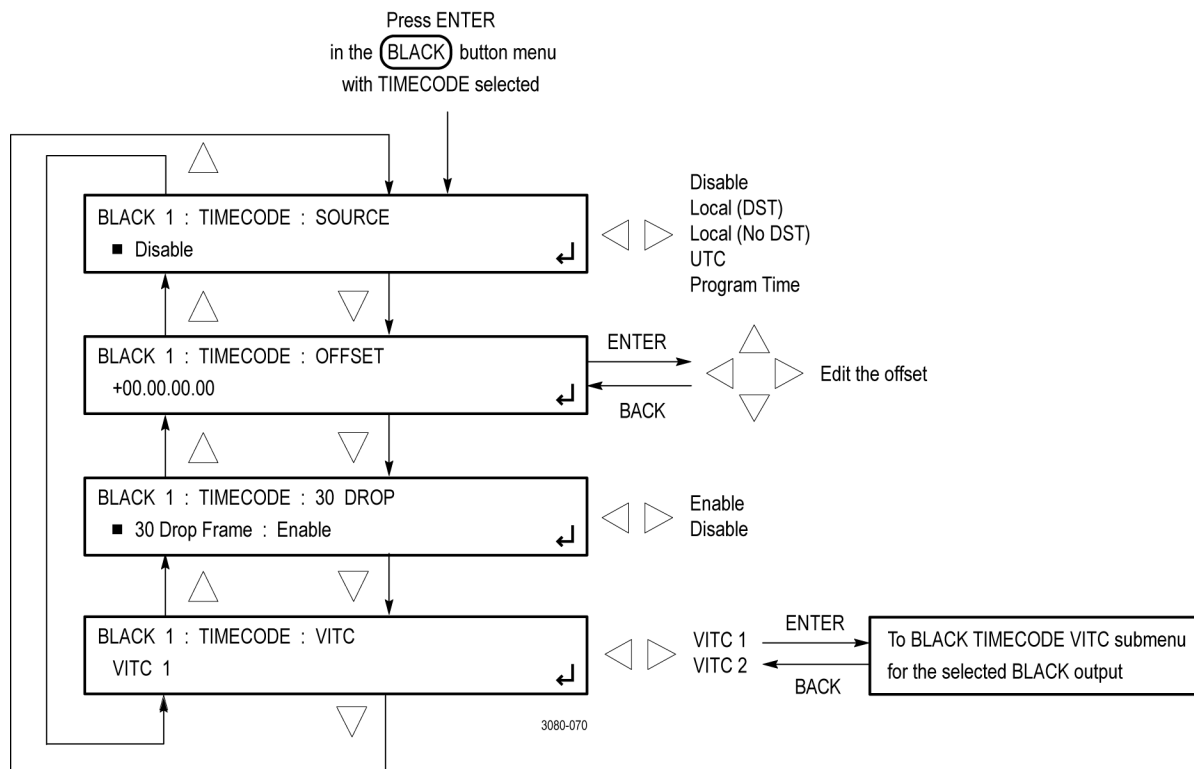 Press ENTER
in the BLACK button menu
with TIMECODE selected
BLACK 1 : TIMECODE : SOURCE
■ Disable
Disable
Local (DST)
Local (No DST)
UTC
Program Time
BLACK 1 : TIMECODE : OFFSET
+00.00.00.00
ENTER
BACK
Edit the offset
BLACK 1 : TIMECODE : 30 DROP
■ 30 Drop Frame : Enable
Enable
Disable
BLACK 1 : TIMECODE : VITC
VITC 1
VITC 1
VITC 2
ENTER
BACK
To BLACK TIMECODE VITC submenu
for the selected BLACK output
3080-070